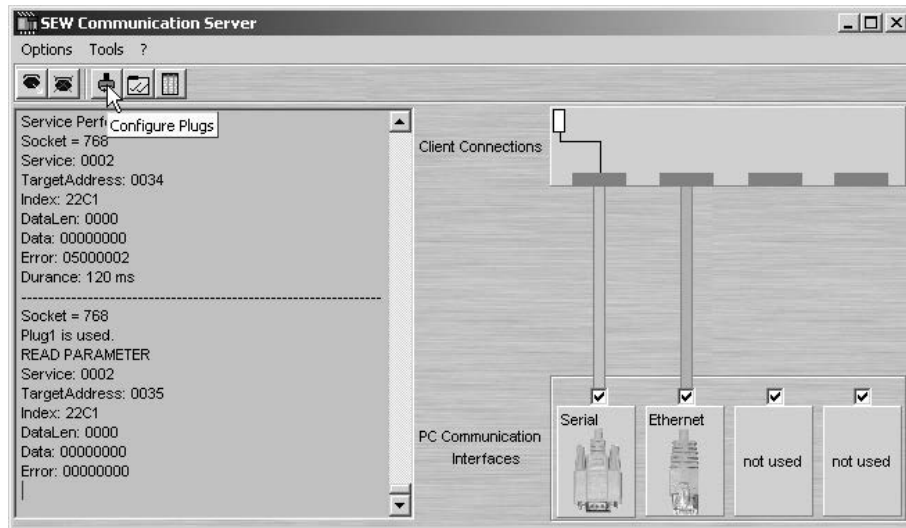 SEW Communication Server
Options Tools ?
Service Perf
Configure Plugs
Socket = 768
Service: 0002
TargetAddress: 0034
Index: 22C1
DataLen: 0000
Data: 00000000
Error: 05000002
Durance: 120 ms
--------------------------------------------------------------------------------
Socket = 768
Plug1 is used.
READ PARAMETER
Service: 0002
TargetAddress: 0035
Index: 22C1
DataLen: 0000
Data: 00000000
Error: 00000000
Client Connections
PC Communication
Interfaces
Serial
Ethernet
not used
not used